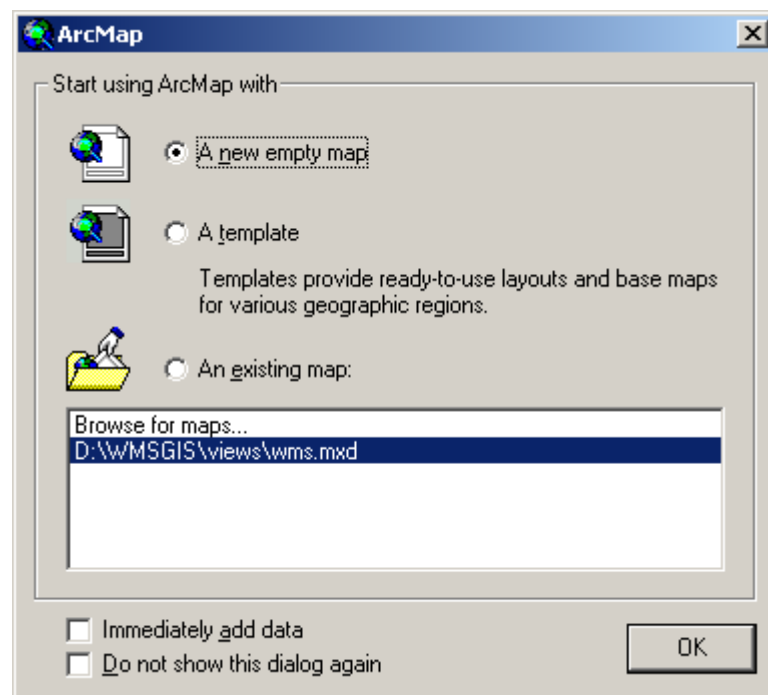 ArcMap
Start using ArcMap with
A new empty map
A template
Templates provide ready-to-use layouts and base maps
for various geographic regions.
An existing map:
Browse for maps...
D:\WMSGIS\views\wms.mxd
Immediately add data
Do not show this dialog again
OK